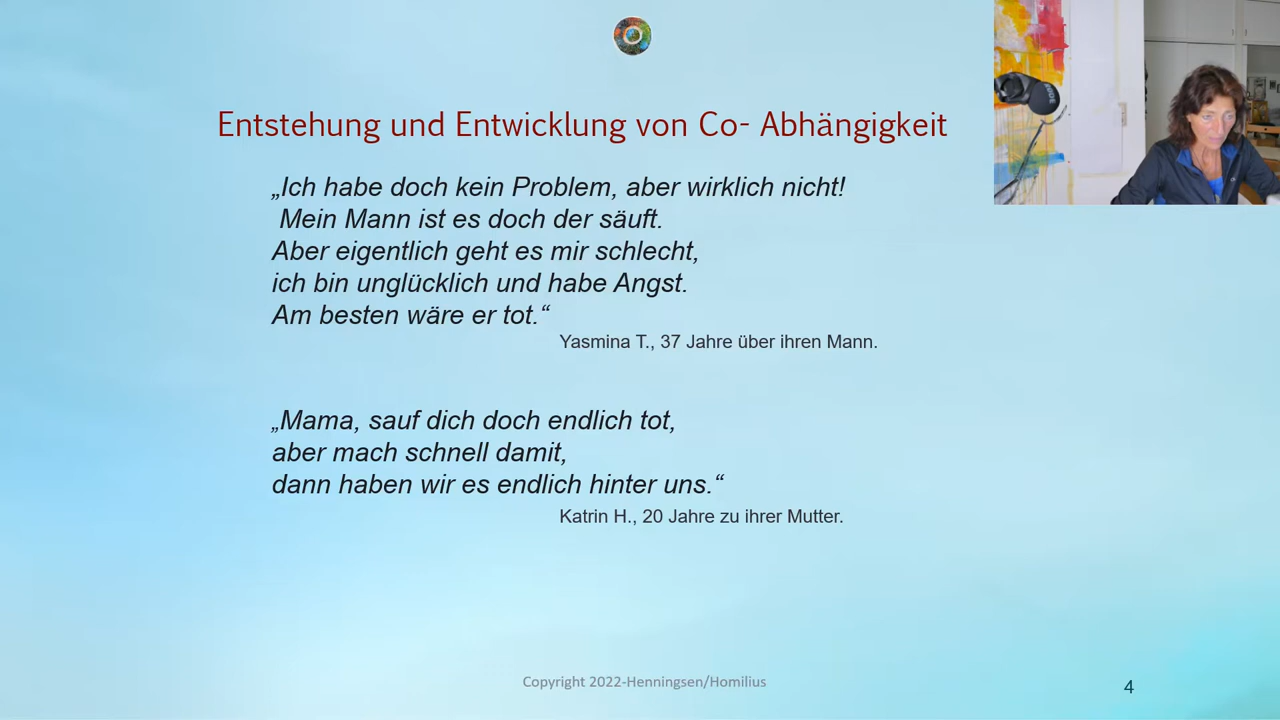 Entstehung und Entwicklung von Co- Abhängigkeit
„Ich habe doch kein Problem, aber wirklich nicht!
Mein Mann ist es doch der säuft.
Aber eigentlich geht es mir schlecht,
ich bin unglücklich und habe Angst.
Am besten wäre er tot.“
Yasmina T., 37 Jahre über ihren Mann.
„Mama, sauf dich doch endlich tot,
aber mach schnell damit,
dann haben wir es endlich hinter uns.“
Katrin H., 20 Jahre zu ihrer Mutter.
Copyright 2022-Henningsen/Homilius
4